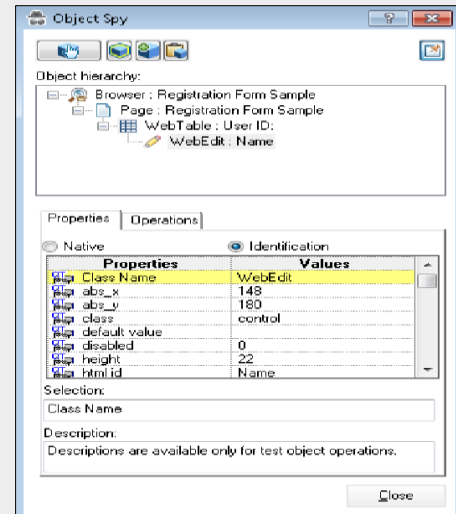 Object Spy
Object hierarchy:
Browser : Registration Form Sample
Page : Registration Form Sample
WebTable : User ID:
WebEdit : Name
Properties Operations
Native Identification
Properties Values
Class Name WebEdit
abs_x 148
abs_y 180
class control
default value
disabled 0
height 22
html id Name
Selection:
Class Name
Description:
Descriptions are available only for test object operations.
Close